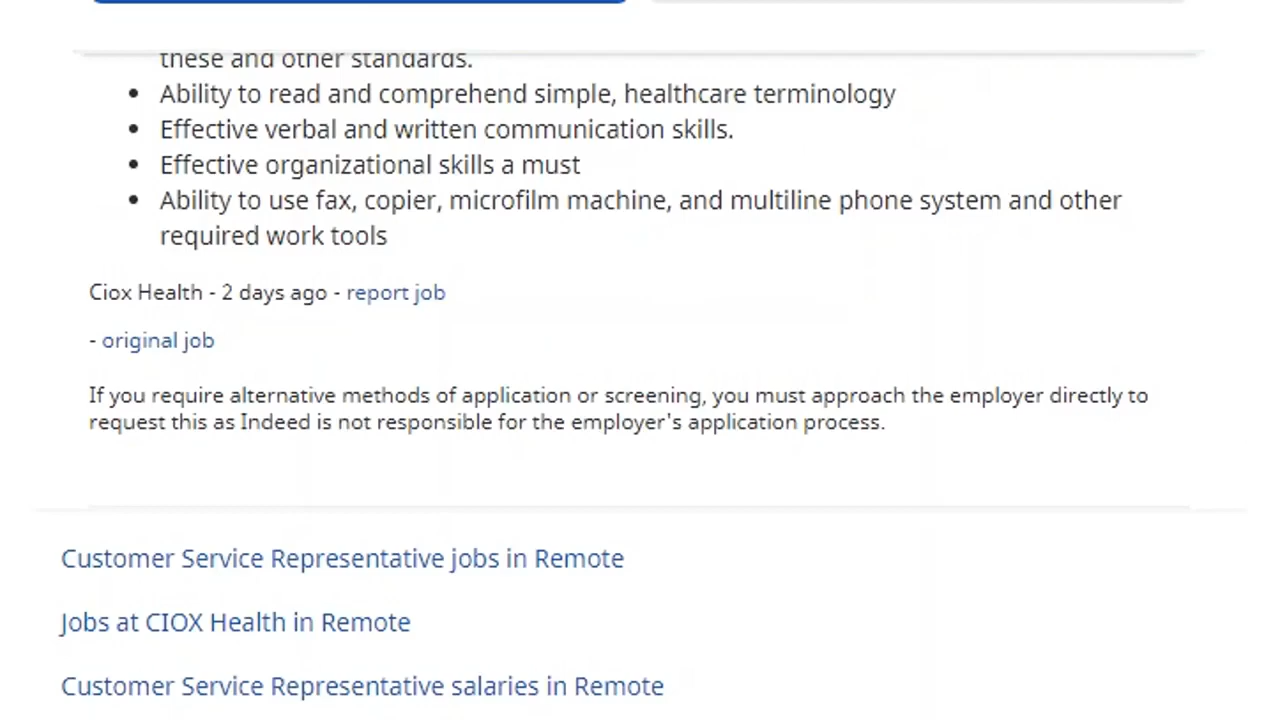 these and other standards.
• Ability to read and comprehend simple, healthcare terminology
• Effective verbal and written communication skills.
• Effective organizational skills a must
• Ability to use fax, copier, microfilm machine, and multiline phone system and other
required work tools
Ciox Health - 2 days ago - report job
- original job
If you require alternative methods of application or screening, you must approach the employer directly to
request this as Indeed is not responsible for the employer's application process.
Customer Service Representative jobs in Remote
Jobs at CIOX Health in Remote
Customer Service Representative salaries in Remote